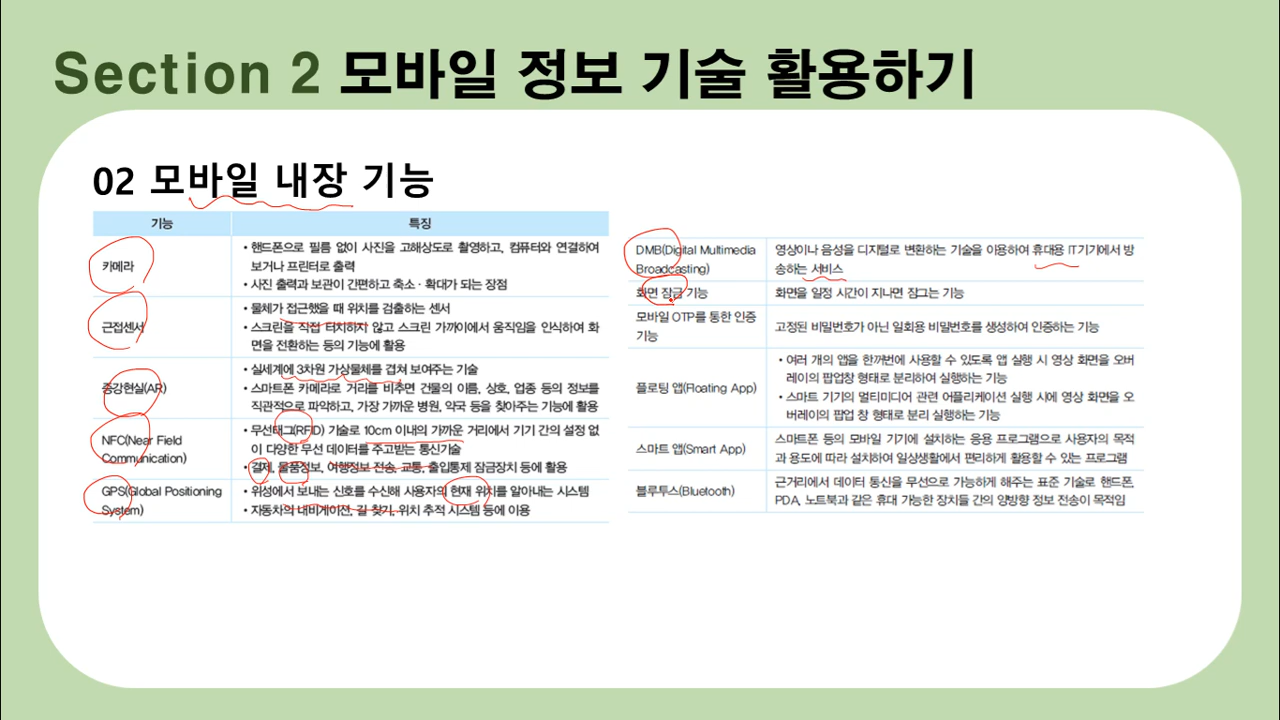 Section 2 모바일 정보 기술 활용하기
02 모바일 내장 기능
기능 특징
카메라
• 핸드폰으로 필름 없이 사진을 고해상도로 촬영하고, 컴퓨터와 연결하여
보거나 프린터로 출력
• 사진 출력과 보관이 간편하고 축소 · 확대가 되는 장점
근접센서
• 물체가 접근했을 때 위치를 검출하는 센서
• 스크린을 직접 터치하지 않고 스크린 가까이에서 움직임을 인식하여 화
면을 전환하는 등의 기능에 활용
증강현실(AR)
• 실세계에 3차원 가상물체를 겹쳐 보여주는 기술
• 스마트폰 카메라로 거리를 비추면 건물의 이름, 상호, 업종 등의 정보를
직관적으로 파악하고, 가장 가까운 병원, 약국 등을 찾아주는 기능에 활용
NFC(Near Field
Communication)
• 무선태그(RFID) 기술로 10cm 이내의 가까운 거리에서 기기 간의 설정 없
이 다양한 무선 데이터를 주고받는 통신기술
• 결제, 물품정보, 여행정보 전송, 교통, 출입통제 잠금장치 등에 활용
GPS(Global Positioning
System)
• 위성에서 보내는 신호를 수신해 사용자의 현재 위치를 알아내는 시스템
• 자동차의 내비게이션, 길 찾기, 위치 추적 시스템 등에 이용
DMB(Digital Multimedia
Broadcasting)
영상이나 음성을 디지털로 변환하는 기술을 이용하여 휴대용 IT기기에서 방
송하는 서비스
화면 잠금 기능
화면을 일정 시간이 지나면 잠그는 기능
모바일 OTP를 통한 인증
기능
고정된 비밀번호가 아닌 일회용 비밀번호를 생성하여 인증하는 기능
플로팅 앱(Floating App)
• 여러 개의 앱을 한꺼번에 사용할 수 있도록 앱 실행 시 영상 화면을 오버
레이의 팝업창 형태로 분리하여 실행하는 기능
• 스마트 기기의 멀티미디어 관련 어플리케이션 실행 시에 영상 화면을 오
버레이의 팝업 창 형태로 분리 실행하는 기능
스마트 앱(Smart App)
스마트폰 등의 모바일 기기에 설치하는 응용 프로그램으로 사용자의 목적
과 용도에 따라 설치하여 일상생활에서 편리하게 활용할 수 있는 프로그램
블루투스(Bluetooth)
근거리에서 데이터 통신을 무선으로 가능하게 해주는 표준 기술로 핸드폰,
PDA, 노트북과 같은 휴대 가능한 장치들 간의 양방향 정보 전송이 목적임